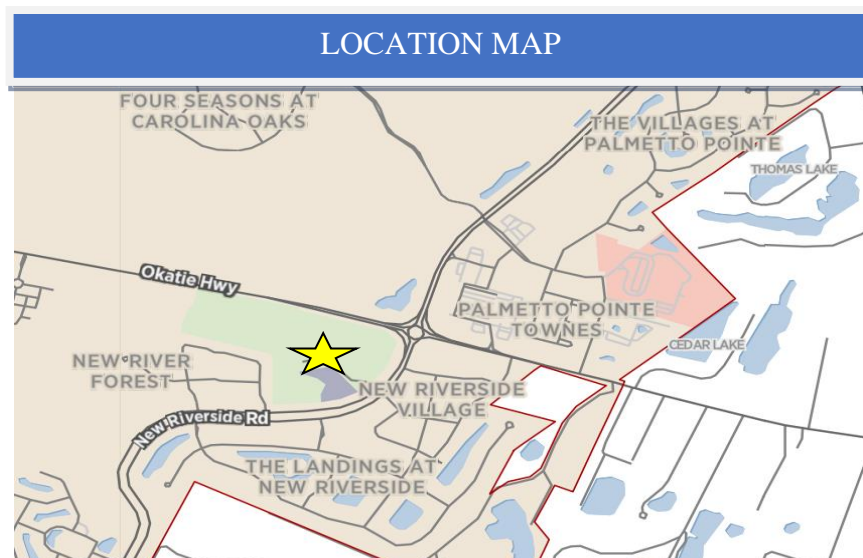 LOCATION MAP
FOUR SEASONS AT
CAROLINA OAKS
THE VILLAGES AT
PALMETTO POINTE
THOMAS LAKE
Okatie Hwy
PALMETTO POINTE
TOWNES
CEDAR LAKE
NEW RIVER
FOREST
NEW RIVERSIDE
VILLAGE
New Riverside Rd
THE LANDINGS AT
NEW RIVERSIDE